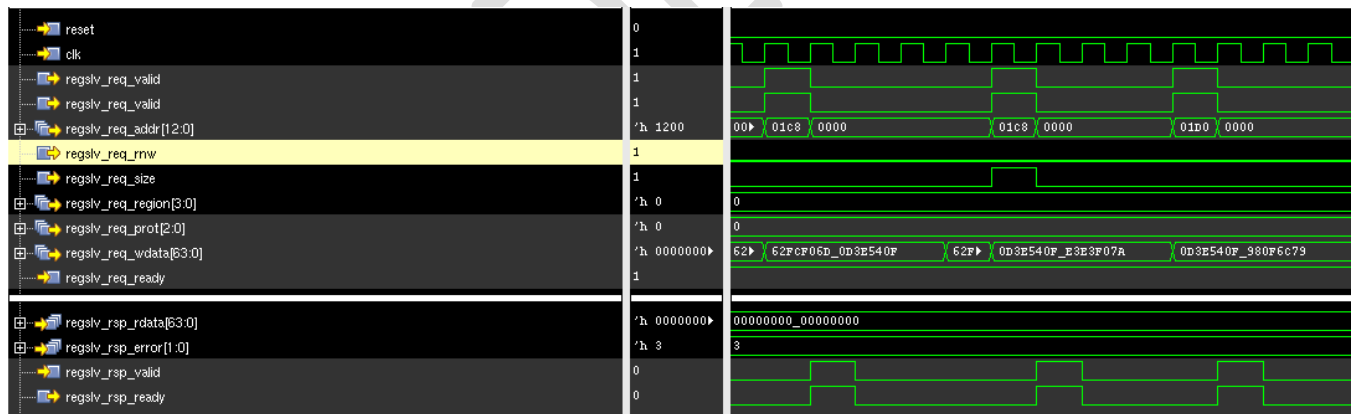 reset 0
clk 1
regslv_req_valid 1
regslv_req_valid 1
regslv_req_addr[12:0] 'h 1200 00 01c8 0000 01c8 0000 01D0 0000
regslv_req_rnw 1
regslv_req_size 1
regslv_req_region[3:0] 'h 0 0
regslv_req_prot[2:0] 'h 0 0
regslv_req_wdata[63:0] 'h 0000000 62 62FCF06D_0D3E540F 62F 0D3E540F_E3E3F07A 0D3E540F_980F6C79
regslv_req_ready 1
regslv_rsp_rdata[63:0] 'h 0000000 00000000_00000000
regslv_rsp_error[1:0] 'h 3 3
regslv_rsp_valid 0
regslv_rsp_ready 0